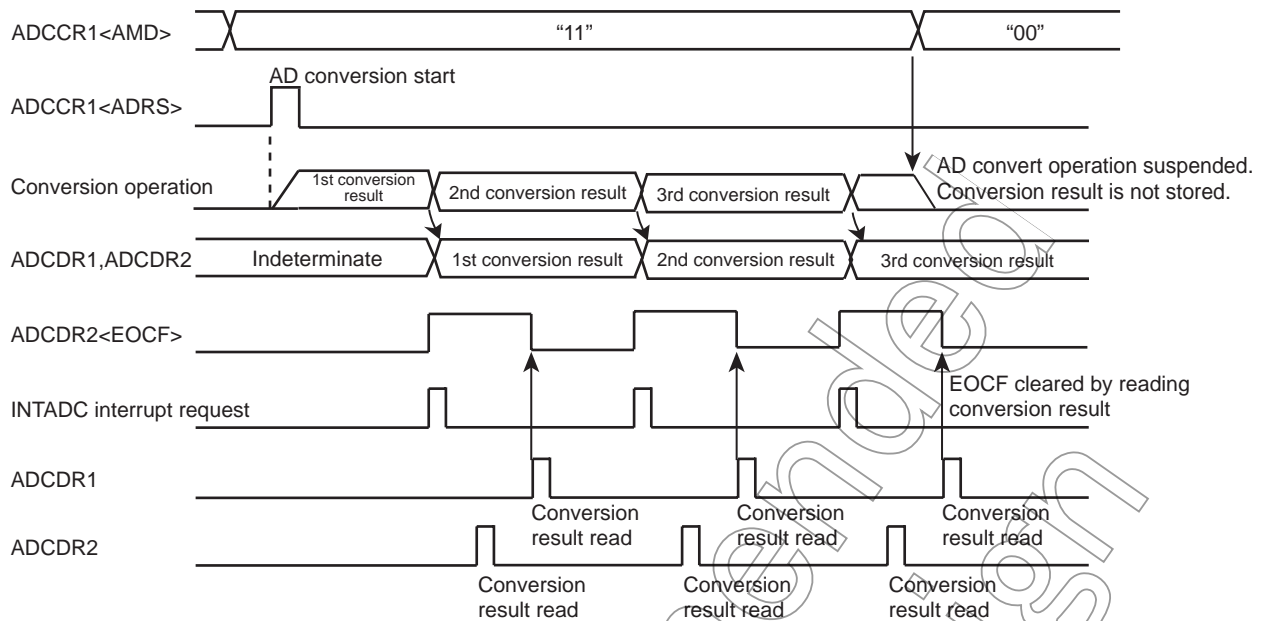 ADCCR1<AMD>
“11”
“00”
AD conversion start
ADCCR1<ADRS>
AD convert operation suspended.
Conversion result is not stored.
Conversion operation
1st conversion
result
2nd conversion result
3rd conversion result
ADCDR1,ADCDR2
Indeterminate
1st conversion result
2nd conversion result
3rd conversion result
ADCDR2<EOCF>
EOCF cleared by reading
conversion result
INTADC interrupt request
ADCDR1
Conversion
result read
Conversion
result read
Conversion
result read
ADCDR2
Conversion
result read
Conversion
result read
Conversion
result read